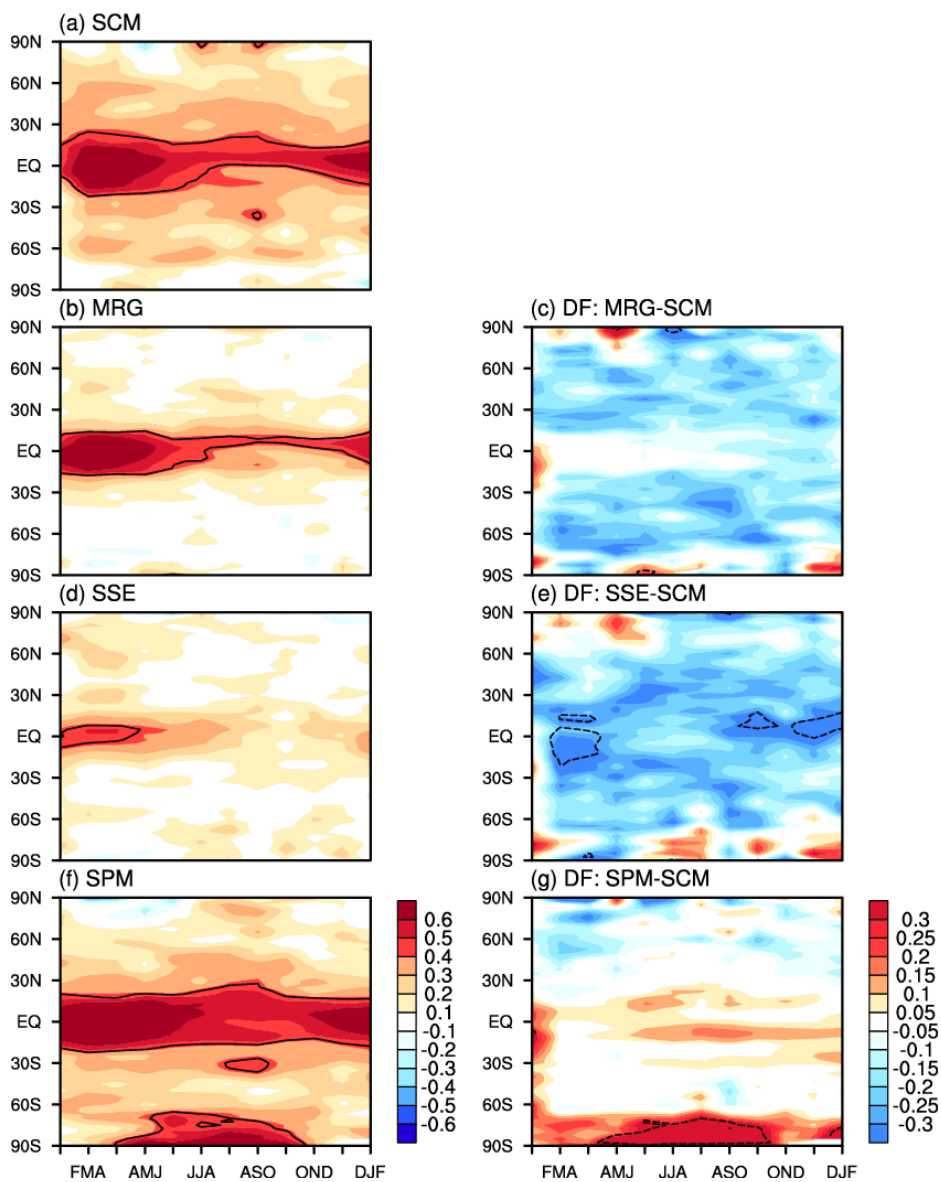 (a) SCM
90N
60N
30N
EQ
30S
60S
90S
(b) MRG
(c) DF: MRG-SCM
90N
60N
30N
EQ
30S
60S
90S
90N
60N
30N
EQ
30S
60S
90S
(d) SSE
(e) DF: SSE-SCM
90N
60N
30N
EQ
30S
60S
90S
90N
60N
30N
EQ
30S
60S
90S
(f) SPM
(g) DF: SPM-SCM
90N
60N
30N
EQ
30S
60S
90S
0.6
0.5
0.4
0.3
0.2
0.1
-0.1
-0.2
-0.3
-0.4
-0.5
-0.6
90N
60N
30N
EQ
30S
60S
90S
0.3
0.25
0.2
0.15
0.1
0.05
-0.05
-0.1
-0.15
-0.2
-0.25
-0.3
FMA AMJ JJA ASO OND DJF
FMA AMJ JJA ASO OND DJF